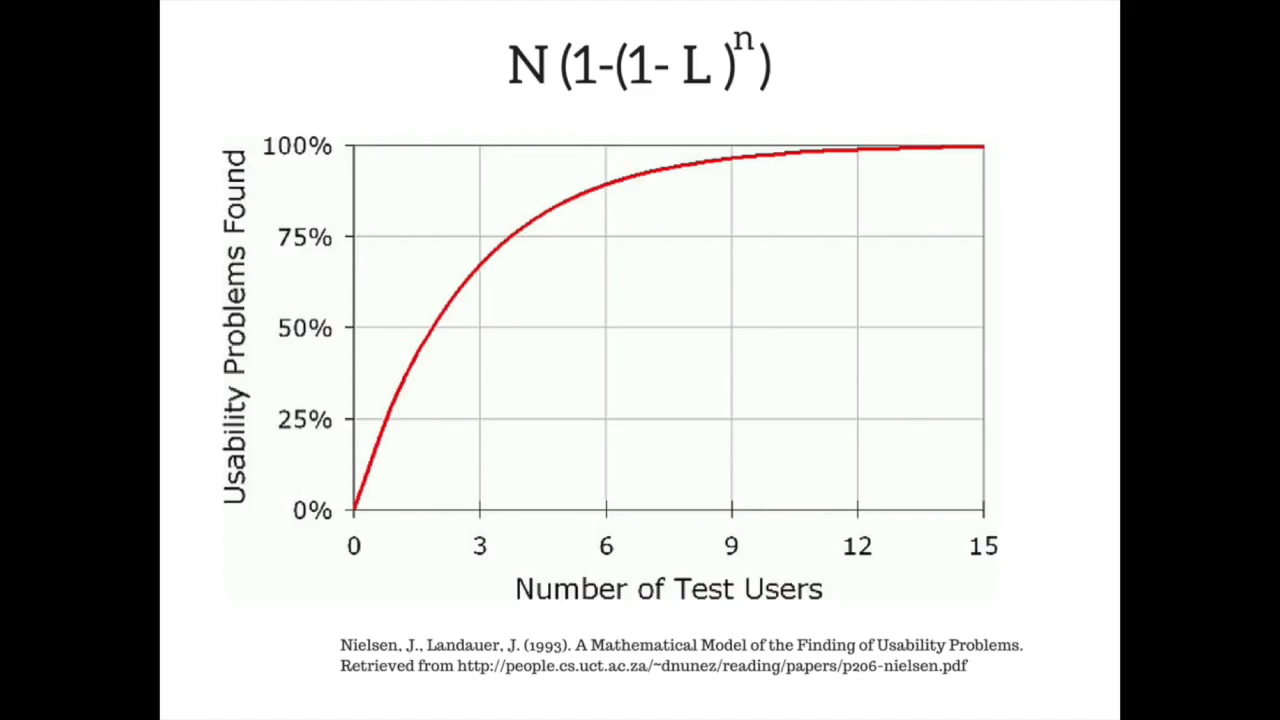 N (1-(1- L )ⁿ)
Usability Problems Found
100%
75%
50%
25%
0%
0 3 6 9 12 15
Number of Test Users
Nielsen, J., Landauer, J. (1993). A Mathematical Model of the Finding of Usability Problems.
Retrieved from http://people.cs.uct.ac.za/~dnunez/reading/papers/p206-nielsen.pdf